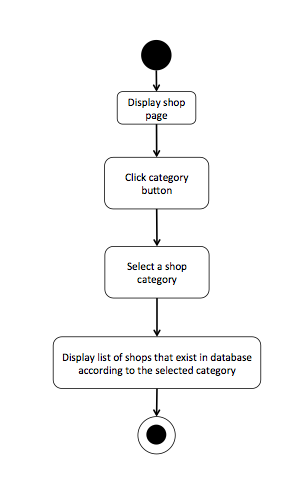 Display shop
page
Click category
button
Select a shop
category
Display list of shops that exist in database
according to the selected category